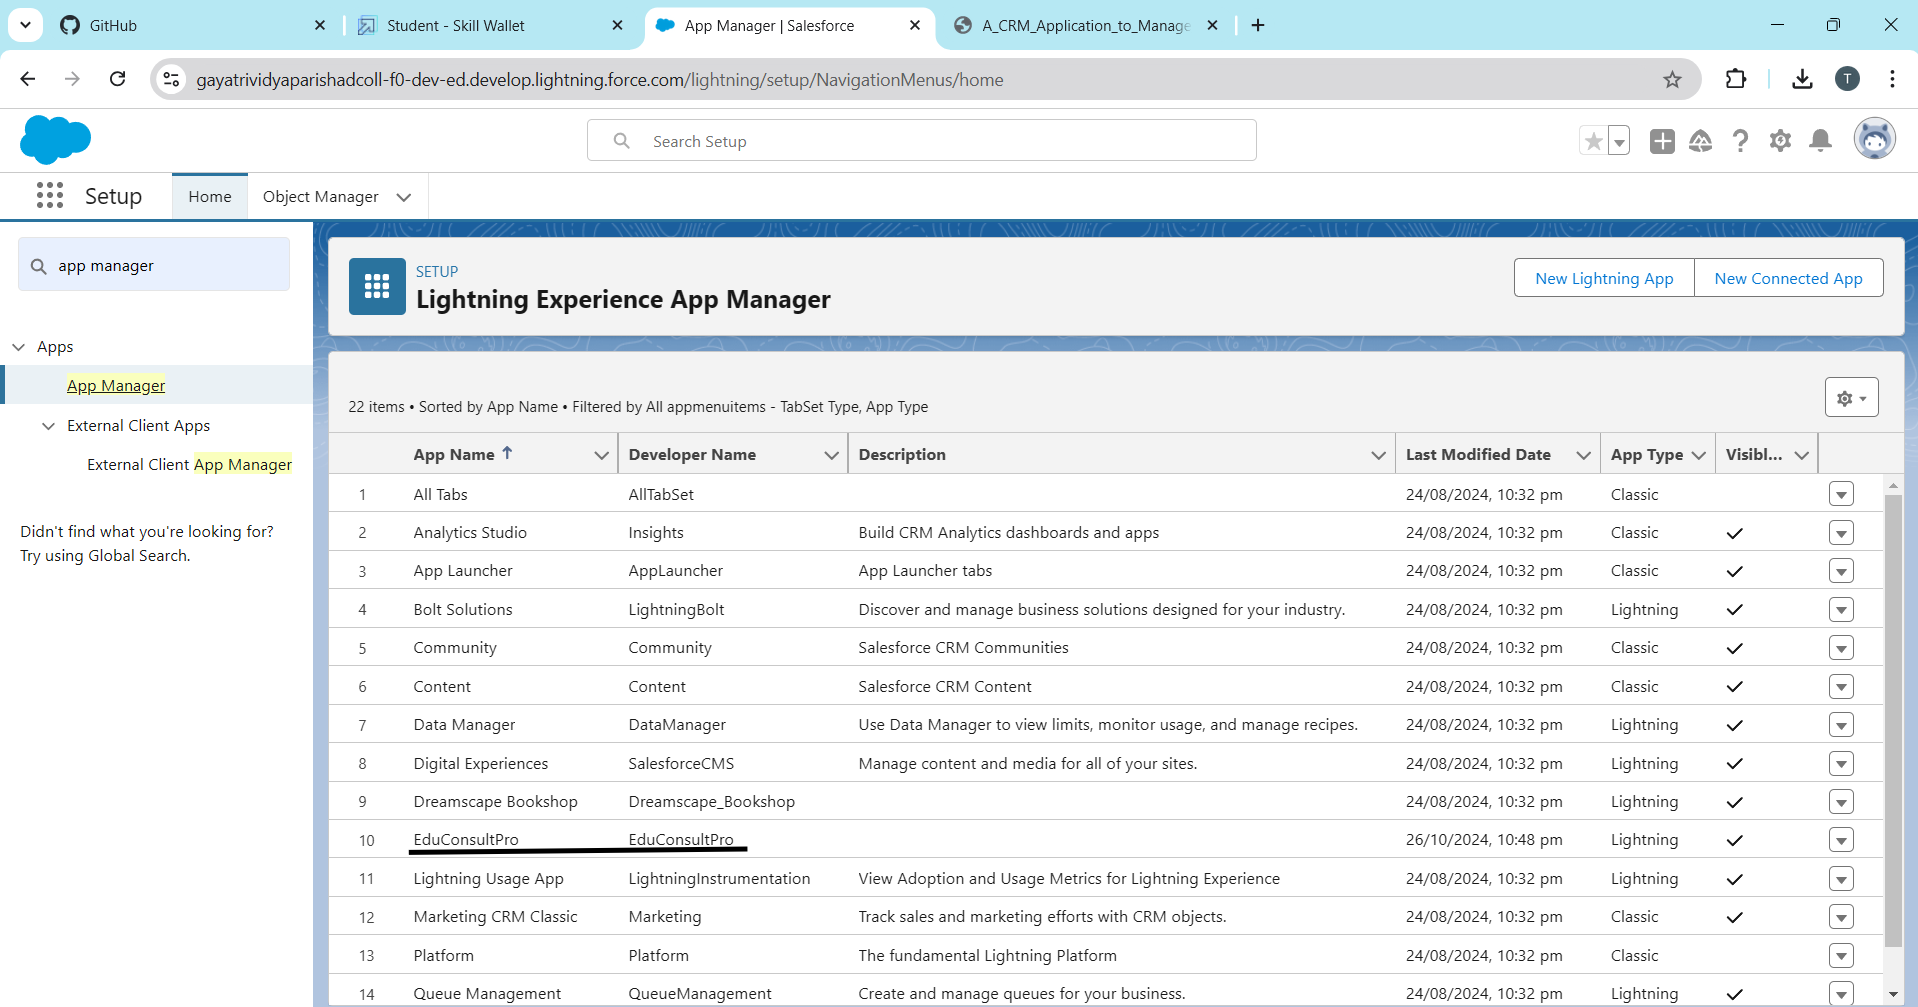 GitHub
Student - Skill Wallet
App Manager | Salesforce
A_CRM_Application_to_Manage
gayatrividyaparishadcoll-f0-dev-ed.develop.lightning.force.com/lightning/setup/NavigationMenus/home
T
Search Setup
Setup
Home
Object Manager
app manager
Apps
App Manager
External Client Apps
External Client App Manager
Didn't find what you're looking for?
Try using Global Search.
SETUP
Lightning Experience App Manager
New Lightning App
New Connected App
22 items • Sorted by App Name • Filtered by All appmenuitems - TabSet Type, App Type
App Name Developer Name Description Last Modified Date App Type Visibl...
1 All Tabs AllTabSet 24/08/2024, 10:32 pm Classic
2 Analytics Studio Insights Build CRM Analytics dashboards and apps 24/08/2024, 10:32 pm Classic
3 App Launcher AppLauncher App Launcher tabs 24/08/2024, 10:32 pm Classic
4 Bolt Solutions LightningBolt Discover and manage business solutions designed for your industry. 24/08/2024, 10:32 pm Lightning
5 Community Community Salesforce CRM Communities 24/08/2024, 10:32 pm Classic
6 Content Content Salesforce CRM Content 24/08/2024, 10:32 pm Classic
7 Data Manager DataManager Use Data Manager to view limits, monitor usage, and manage recipes. 24/08/2024, 10:32 pm Lightning
8 Digital Experiences SalesforceCMS Manage content and media for all of your sites. 24/08/2024, 10:32 pm Lightning
9 Dreamscape Bookshop Dreamscape_Bookshop 24/08/2024, 10:32 pm Lightning
10 EduConsultPro EduConsultPro 26/10/2024, 10:48 pm Lightning
11 Lightning Usage App LightningInstrumentation View Adoption and Usage Metrics for Lightning Experience 24/08/2024, 10:32 pm Lightning
12 Marketing CRM Classic Marketing Track sales and marketing efforts with CRM objects. 24/08/2024, 10:32 pm Classic
13 Platform Platform The fundamental Lightning Platform 24/08/2024, 10:32 pm Classic
14 Queue Management QueueManagement Create and manage queues for your business. 24/08/2024, 10:32 pm Lightning